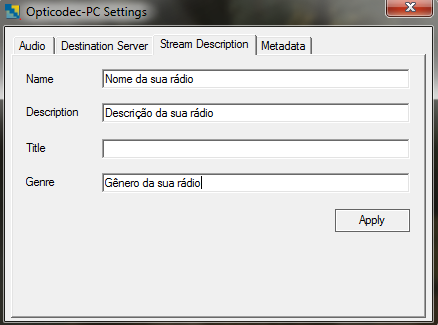 Opticodec-PC Settings
Audio Destination Server Stream Description Metadata
Name Nome da sua rádio
Description Descrição da sua rádio
Title
Genre Gênero da sua rádio
Apply